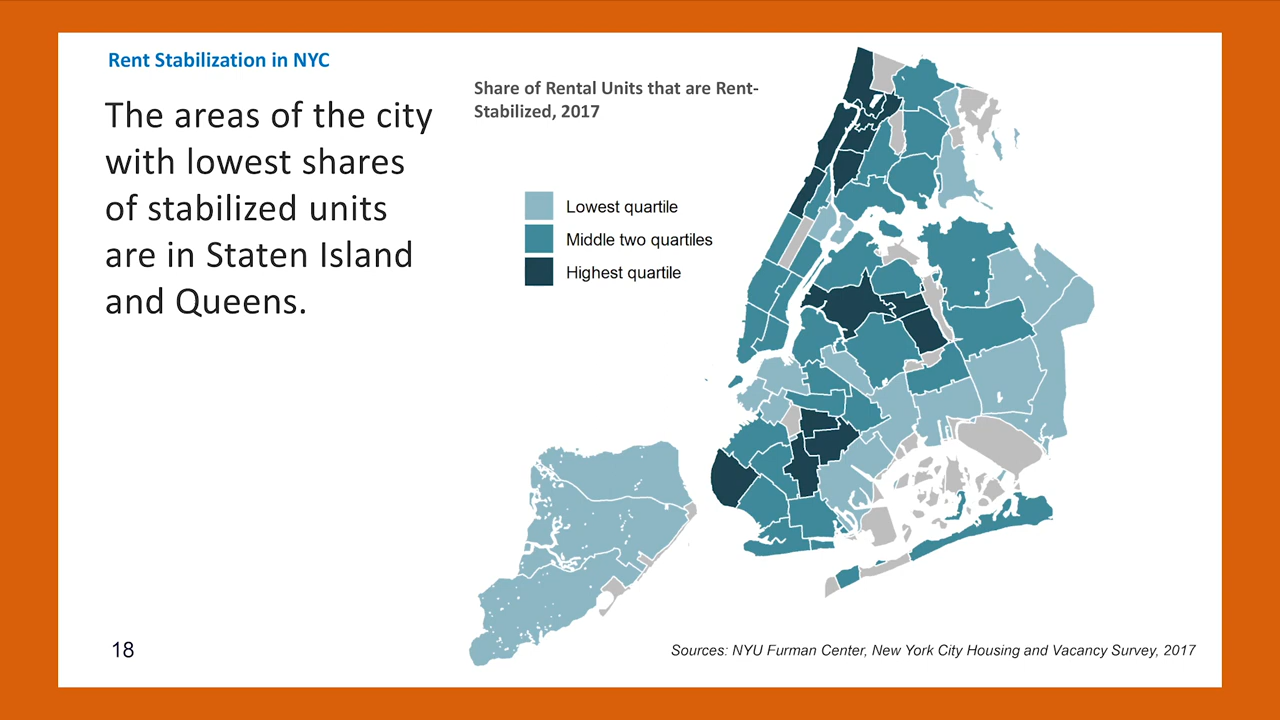 Rent Stabilization in NYC
The areas of the city
with lowest shares
of stabilized units
are in Staten Island
and Queens.
Share of Rental Units that are Rent-
Stabilized, 2017
Lowest quartile
Middle two quartiles
Highest quartile
18
Sources: NYU Furman Center, New York City Housing and Vacancy Survey, 2017